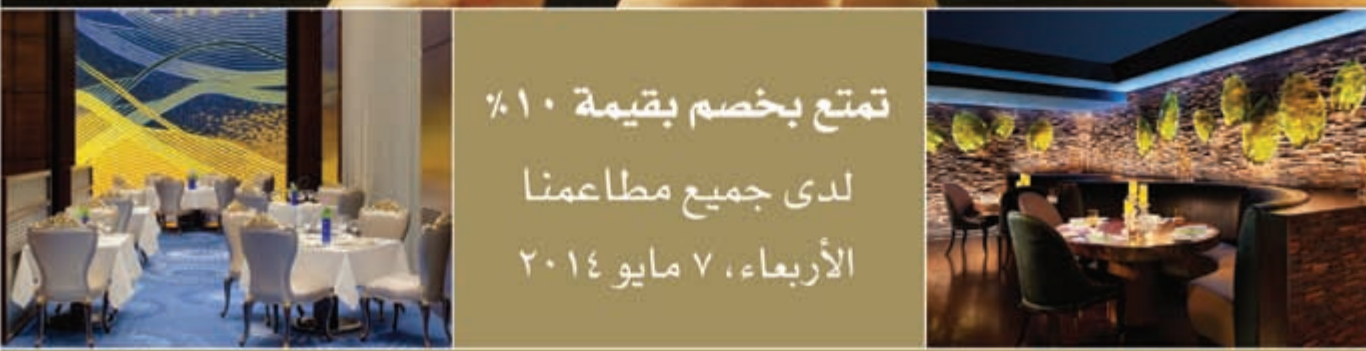 تمتع بخصم بقيمة ١٠٪
لدى جميع مطاعمنا
الأربعاء، ٧ مايو ٢٠١٤